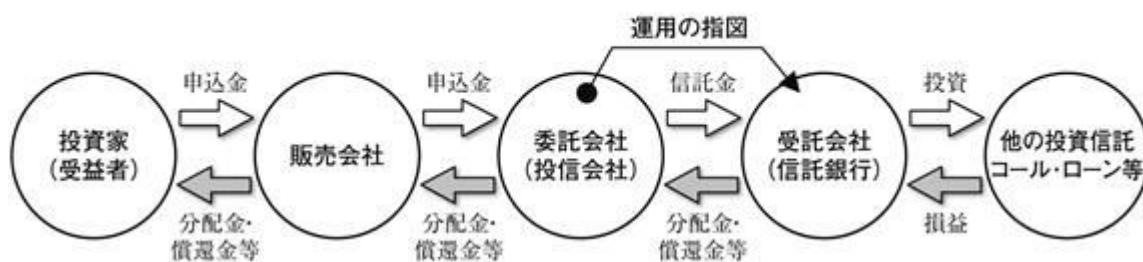 運用の指図
申込金
申込金
信託金
投資
投資家
(受益者)
販売会社
委託会社
(投信会社)
受託会社
(信託銀行)
他の投資信託
コール・ローン等
分配金・
償還金等
分配金・
償還金等
分配金・
償還金等
損益